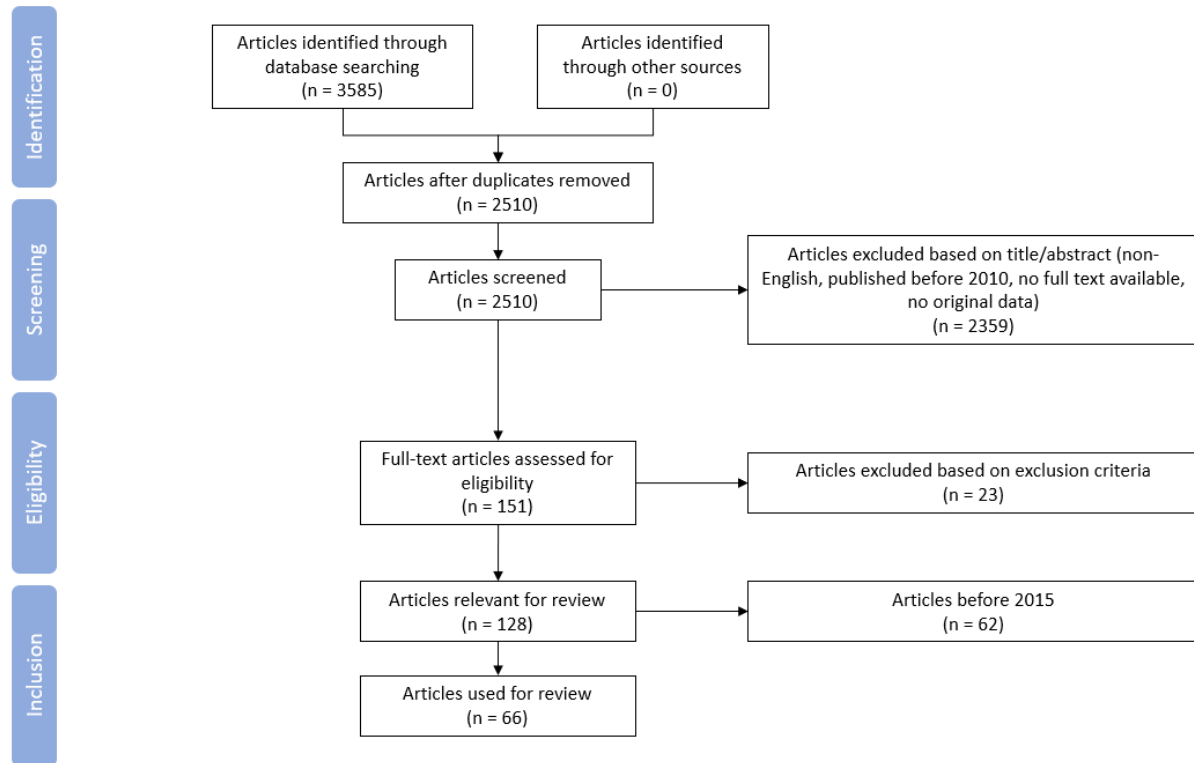 Identification
Articles identified through
database searching
(n = 3585)
Articles identified
through other sources
(n = 0)
Articles after duplicates removed
(n = 2510)
Screening
Articles screened
(n = 2510)
Articles excluded based on title/abstract (non-
English, published before 2010, no full text available,
no original data)
(n = 2359)
Eligibility
Full-text articles assessed for
eligibility
(n = 151)
Articles excluded based on exclusion criteria
(n = 23)
Inclusion
Articles relevant for review
(n = 128)
Articles before 2015
(n = 62)
Articles used for review
(n = 66)